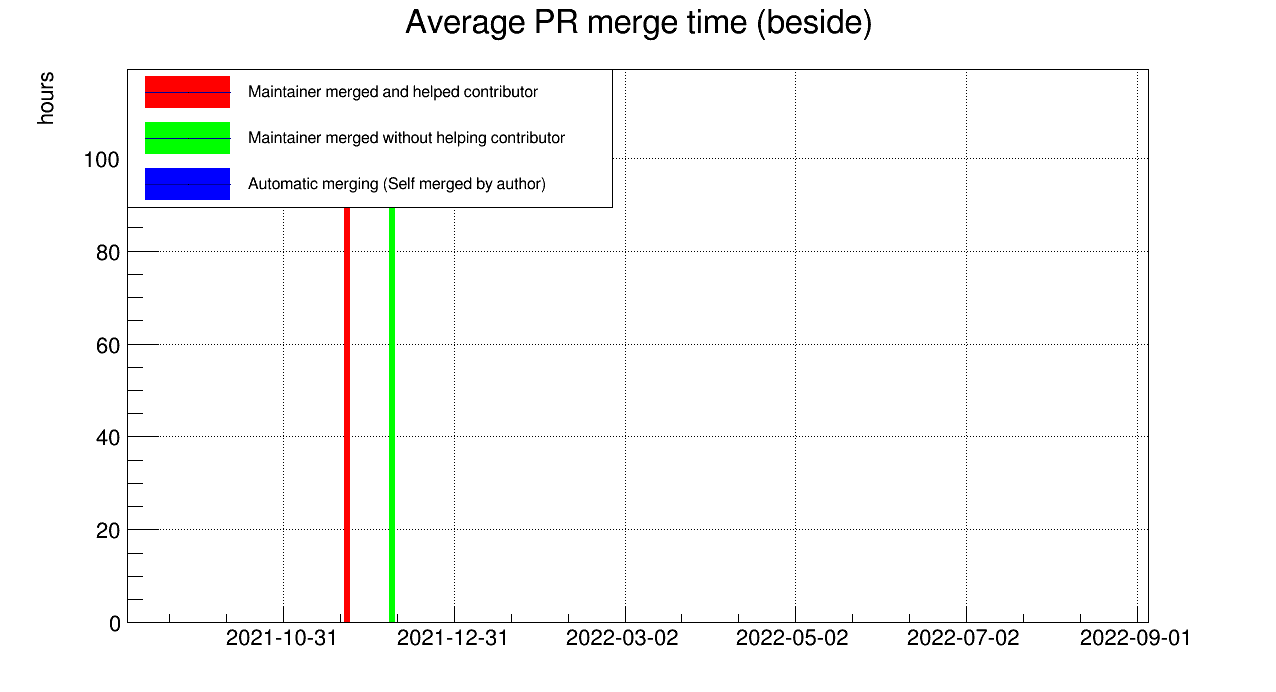 Average PR merge time (beside)
hours
Maintainer merged and helped contributor
Maintainer merged without helping contributor
Automatic merging (Self merged by author)
100
80
60
40
20
0
2021-10-31 2021-12-31 2022-03-02 2022-05-02 2022-07-02 2022-09-01